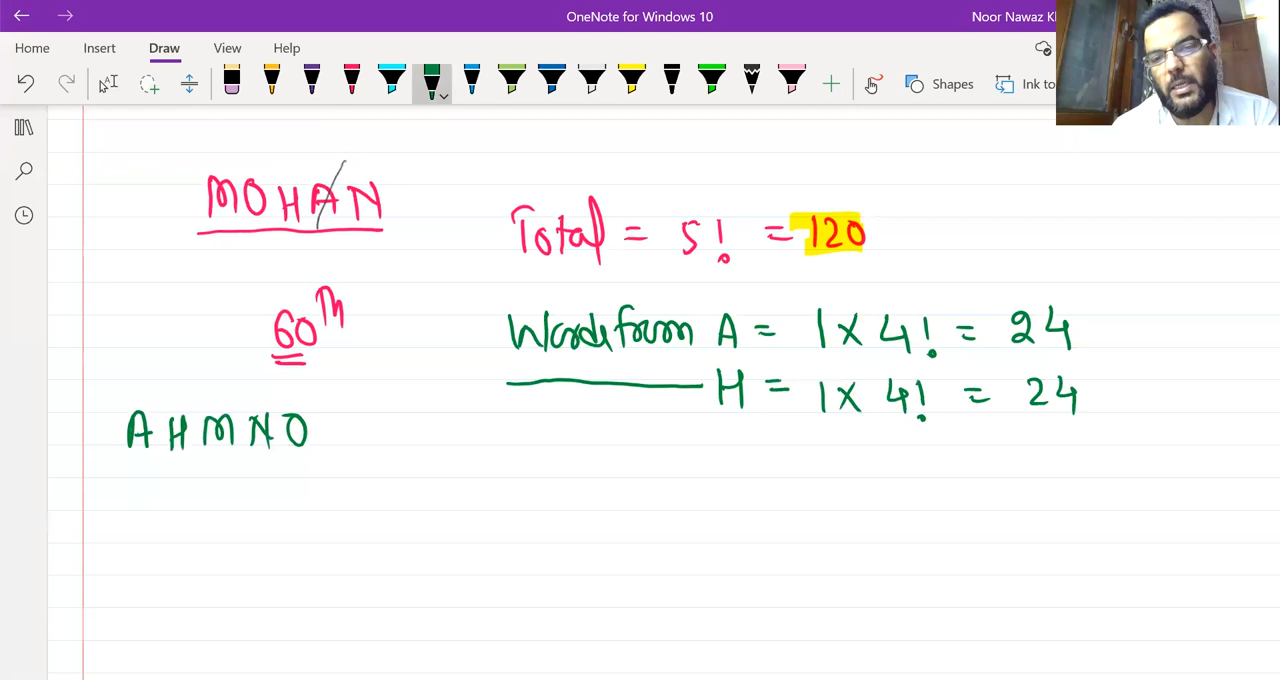 OneNote for Windows 10
Noor Nawaz Kh
Home Insert Draw View Help
Shapes Ink to
MOHAN
Total = 5! = 120
60th
Words from A = 1 X 4! = 24
H = 1 X 4! = 24
A H M N O